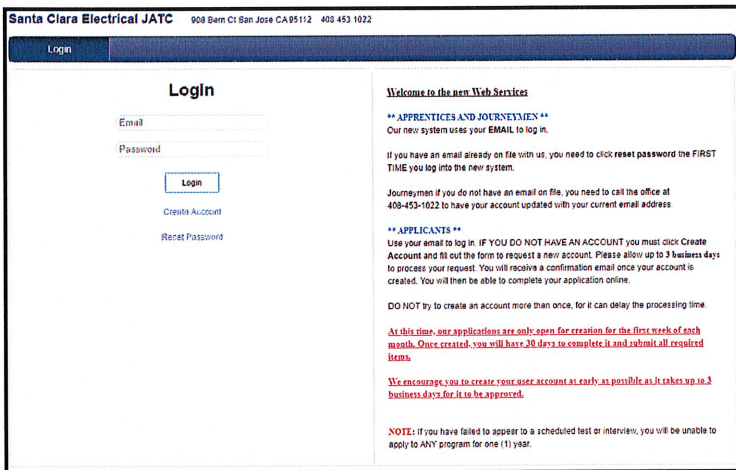 Santa Clara Electrical JATC 908 Bern Ct San Jose CA 95112 408 453 1022
Login
Login
Email
Password
Login
Create Account
Reset Password
Welcome to the new Web Services
** APPRENTICES AND JOURNEYMEN **
Our new system uses your EMAIL to log in.
If you have an email already on file with us, you need to click reset password the FIRST
TIME you log into the new system.
Journeymen if you do not have an email on file, you need to call the office at
408-453-1022 to have your account updated with your current email address.
** APPLICANTS **
Use your email to log in. IF YOU DO NOT HAVE AN ACCOUNT you must click Create
Account and fill out the form to request a new account. Please allow up to 3 business days
to process your request. You will receive a confirmation email once your account is
created. You will then be able to complete your application online.
DO NOT try to create an account more than once, for it can delay the processing time.
At this time, our applications are only open for creation for the first week of each
month. Once created, you will have 30 days to complete it and submit all required
items.
We encourage you to create your user account as early as possible as it takes up to 3
business days for it to be approved.
NOTE: If you have failed to appear to a scheduled test or interview, you will be unable to
apply to ANY program for one (1) year.